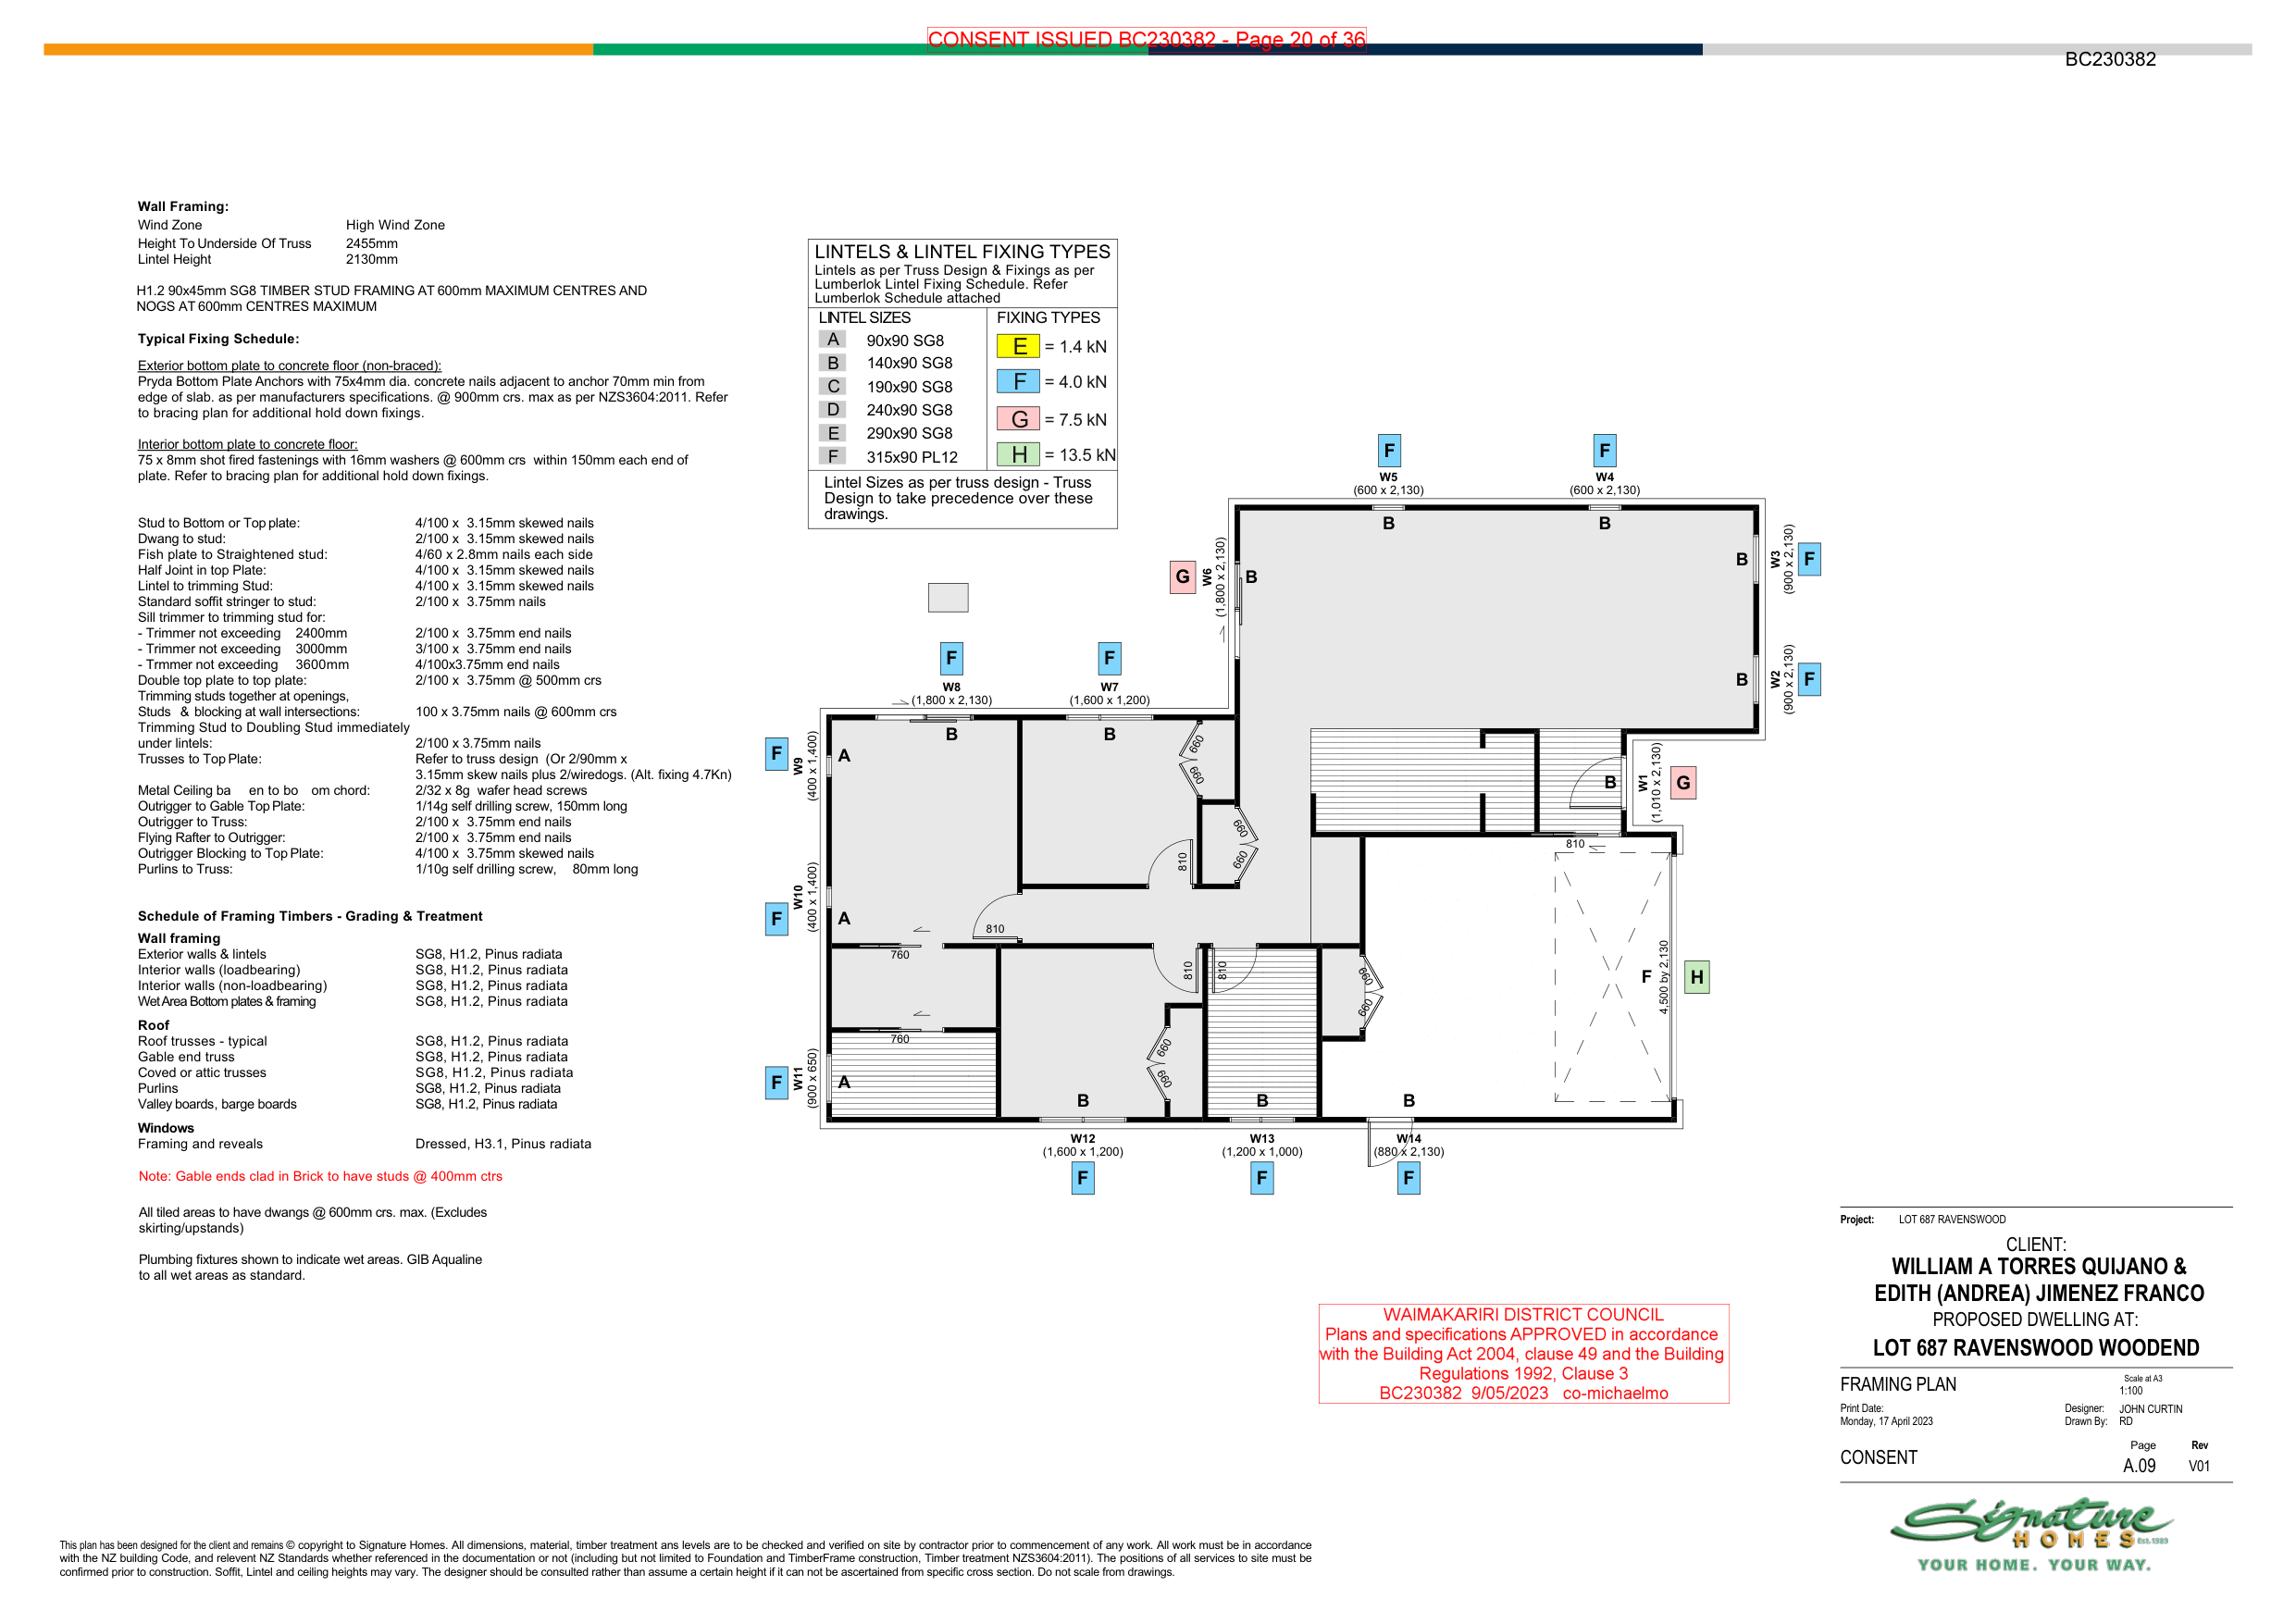 CONSENT ISSUED BC230382 - Page 20 of 36
BC230382
Wall Framing:
Wind Zone High Wind Zone
Height To Underside Of Truss 2455mm
Lintel Height 2130mm
H1.2 90x45mm SG8 TIMBER STUD FRAMING AT 600mm MAXIMUM CENTRES AND
NOGS AT 600mm CENTRES MAXIMUM
Typical Fixing Schedule:
Exterior bottom plate to concrete floor (non-braced):
Pryda Bottom Plate Anchors with 75x4mm dia. concrete nails adjacent to anchor 70mm min from
edge of slab. as per manufacturers specifications. @ 900mm crs. max as per NZS3604:2011. Refer
to bracing plan for additional hold down fixings.
Interior bottom plate to concrete floor:
75 x 8mm shot fired fastenings with 16mm washers @ 600mm crs within 150mm each end of
plate. Refer to bracing plan for additional hold down fixings.
Stud to Bottom or Top plate: 4/100 x 3.15mm skewed nails
Dwang to stud: 2/100 x 3.15mm skewed nails
Fish plate to Straightened stud: 4/60 x 2.8mm nails each side
Half Joint in top Plate: 4/100 x 3.15mm skewed nails
Lintel to trimming Stud: 4/100 x 3.15mm skewed nails
Standard soffit stringer to stud: 2/100 x 3.75mm nails
Sill trimmer to trimming stud for:
- Trimmer not exceeding 2400mm 2/100 x 3.75mm end nails
- Trimmer not exceeding 3000mm 3/100 x 3.75mm end nails
- Trmmer not exceeding 3600mm 4/100x3.75mm end nails
Double top plate to top plate: 2/100 x 3.75mm @ 500mm crs
Trimming studs together at openings,
Studs & blocking at wall intersections: 100 x 3.75mm nails @ 600mm crs
Trimming Stud to Doubling Stud immediately
under lintels: 2/100 x 3.75mm nails
Trusses to Top Plate: Refer to truss design (Or 2/90mm x
3.15mm skew nails plus 2/wiredogs. (Alt. fixing 4.7Kn)
Metal Ceiling ba en to bo om chord: 2/32 x 8g wafer head screws
Outrigger to Gable Top Plate: 1/14g self drilling screw, 150mm long
Outrigger to Truss: 2/100 x 3.75mm end nails
Flying Rafter to Outrigger: 2/100 x 3.75mm end nails
Outrigger Blocking to Top Plate: 4/100 x 3.75mm skewed nails
Purlins to Truss: 1/10g self drilling screw, 80mm long
Schedule of Framing Timbers - Grading & Treatment
Wall framing
Exterior walls & lintels SG8, H1.2, Pinus radiata
Interior walls (loadbearing) SG8, H1.2, Pinus radiata
Interior walls (non-loadbearing) SG8, H1.2, Pinus radiata
Wet Area Bottom plates & framing SG8, H1.2, Pinus radiata
Roof
Roof trusses - typical SG8, H1.2, Pinus radiata
Gable end truss SG8, H1.2, Pinus radiata
Coved or attic trusses SG8, H1.2, Pinus radiata
Purlins SG8, H1.2, Pinus radiata
Valley boards, barge boards SG8, H1.2, Pinus radiata
Windows
Framing and reveals Dressed, H3.1, Pinus radiata
Note: Gable ends clad in Brick to have studs @ 400mm ctrs
All tiled areas to have dwangs @ 600mm crs. max. (Excludes
skirting/upstands)
Plumbing fixtures shown to indicate wet areas. GIB Aqualine
to all wet areas as standard.
LINTELS & LINTEL FIXING TYPES
Lintels as per Truss Design & Fixings as per
Lumberlok Lintel Fixing Schedule. Refer
Lumberlok Schedule attached
LINTEL SIZES
A 90x90 SG8
B 140x90 SG8
C 190x90 SG8
D 240x90 SG8
E 290x90 SG8
F 315x90 PL12
FIXING TYPES
E = 1.4 kN
F = 4.0 kN
G = 7.5 kN
H = 13.5 kN
Lintel Sizes as per truss design - Truss
Design to take precedence over these
drawings.
F
W5
(600 x 2,130)
B
F
W4
(600 x 2,130)
B
B
W3
(900 x 2,130)
F
B
W2
(900 x 2,130)
F
G
W6
(1,800 x 2,130)
B
F
W8
(1,800 x 2,130)
B
F
W7
(1,600 x 1,200)
B
F
W9
(400 x 1,400)
A
660
660
660
660
810
B
W1
(1,010 x 2,130)
G
810
F
W10
(400 x 1,400)
A
810
760
760
810
810
660
660
F
4,500 by 2,130
H
F
W11
(900 x 650)
A
660
660
B
W12
(1,600 x 1,200)
F
B
W13
(1,200 x 1,000)
F
B
W14
(880 x 2,130)
F
WAIMAKARIRI DISTRICT COUNCIL
Plans and specifications APPROVED in accordance
with the Building Act 2004, clause 49 and the Building
Regulations 1992, Clause 3
BC230382 9/05/2023 co-michaelmo
Project: LOT 687 RAVENSWOOD
CLIENT:
WILLIAM A TORRES QUIJANO &
EDITH (ANDREA) JIMENEZ FRANCO
PROPOSED DWELLING AT:
LOT 687 RAVENSWOOD WOODEND
FRAMING PLAN
Scale at A3
1:100
Print Date:
Monday, 17 April 2023
Designer: JOHN CURTIN
Drawn By: RD
CONSENT
Page
A.09
Rev
V01
Signature
HOMES Est.1983
YOUR HOME. YOUR WAY.
This plan has been designed for the client and remains © copyright to Signature Homes. All dimensions, material, timber treatment ans levels are to be checked and verified on site by contractor prior to commencement of any work. All work must be in accordance
with the NZ building Code, and relevent NZ Standards whether referenced in the documentation or not (including but not limited to Foundation and TimberFrame construction, Timber treatment NZS3604:2011). The positions of all services to site must be
confirmed prior to construction. Soffit, Lintel and ceiling heights may vary. The designer should be consulted rather than assume a certain height if it can not be ascertained from specific cross section. Do not scale from drawings.